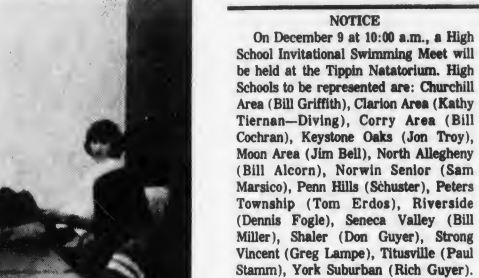 NOTICE
On December 9 at 10:00 a.m., a High
School Invitational Swimming Meet will
be held at the Tippin Natatorium. High
Schools to be represented are: Churchill
Area (Bill Griffith), Clarion Area (Kathy
Tiernan—Diving), Corry Area (Bill
Cochran), Keystone Oaks (Jon Troy),
Moon Area (Jim Bell), North Allegheny
(Bill Alcorn), Norwin Senior (Sam
Marsico), Penn Hills (Schuster), Peters
Township (Tom Erdos), Riverside
(Dennis Fogle), Seneca Valley (Bill
Miller), Shaler (Don Guyer), Strong
Vincent (Greg Lampe), Titusville (Paul
Stamm), York Suburban (Rich Guyer).